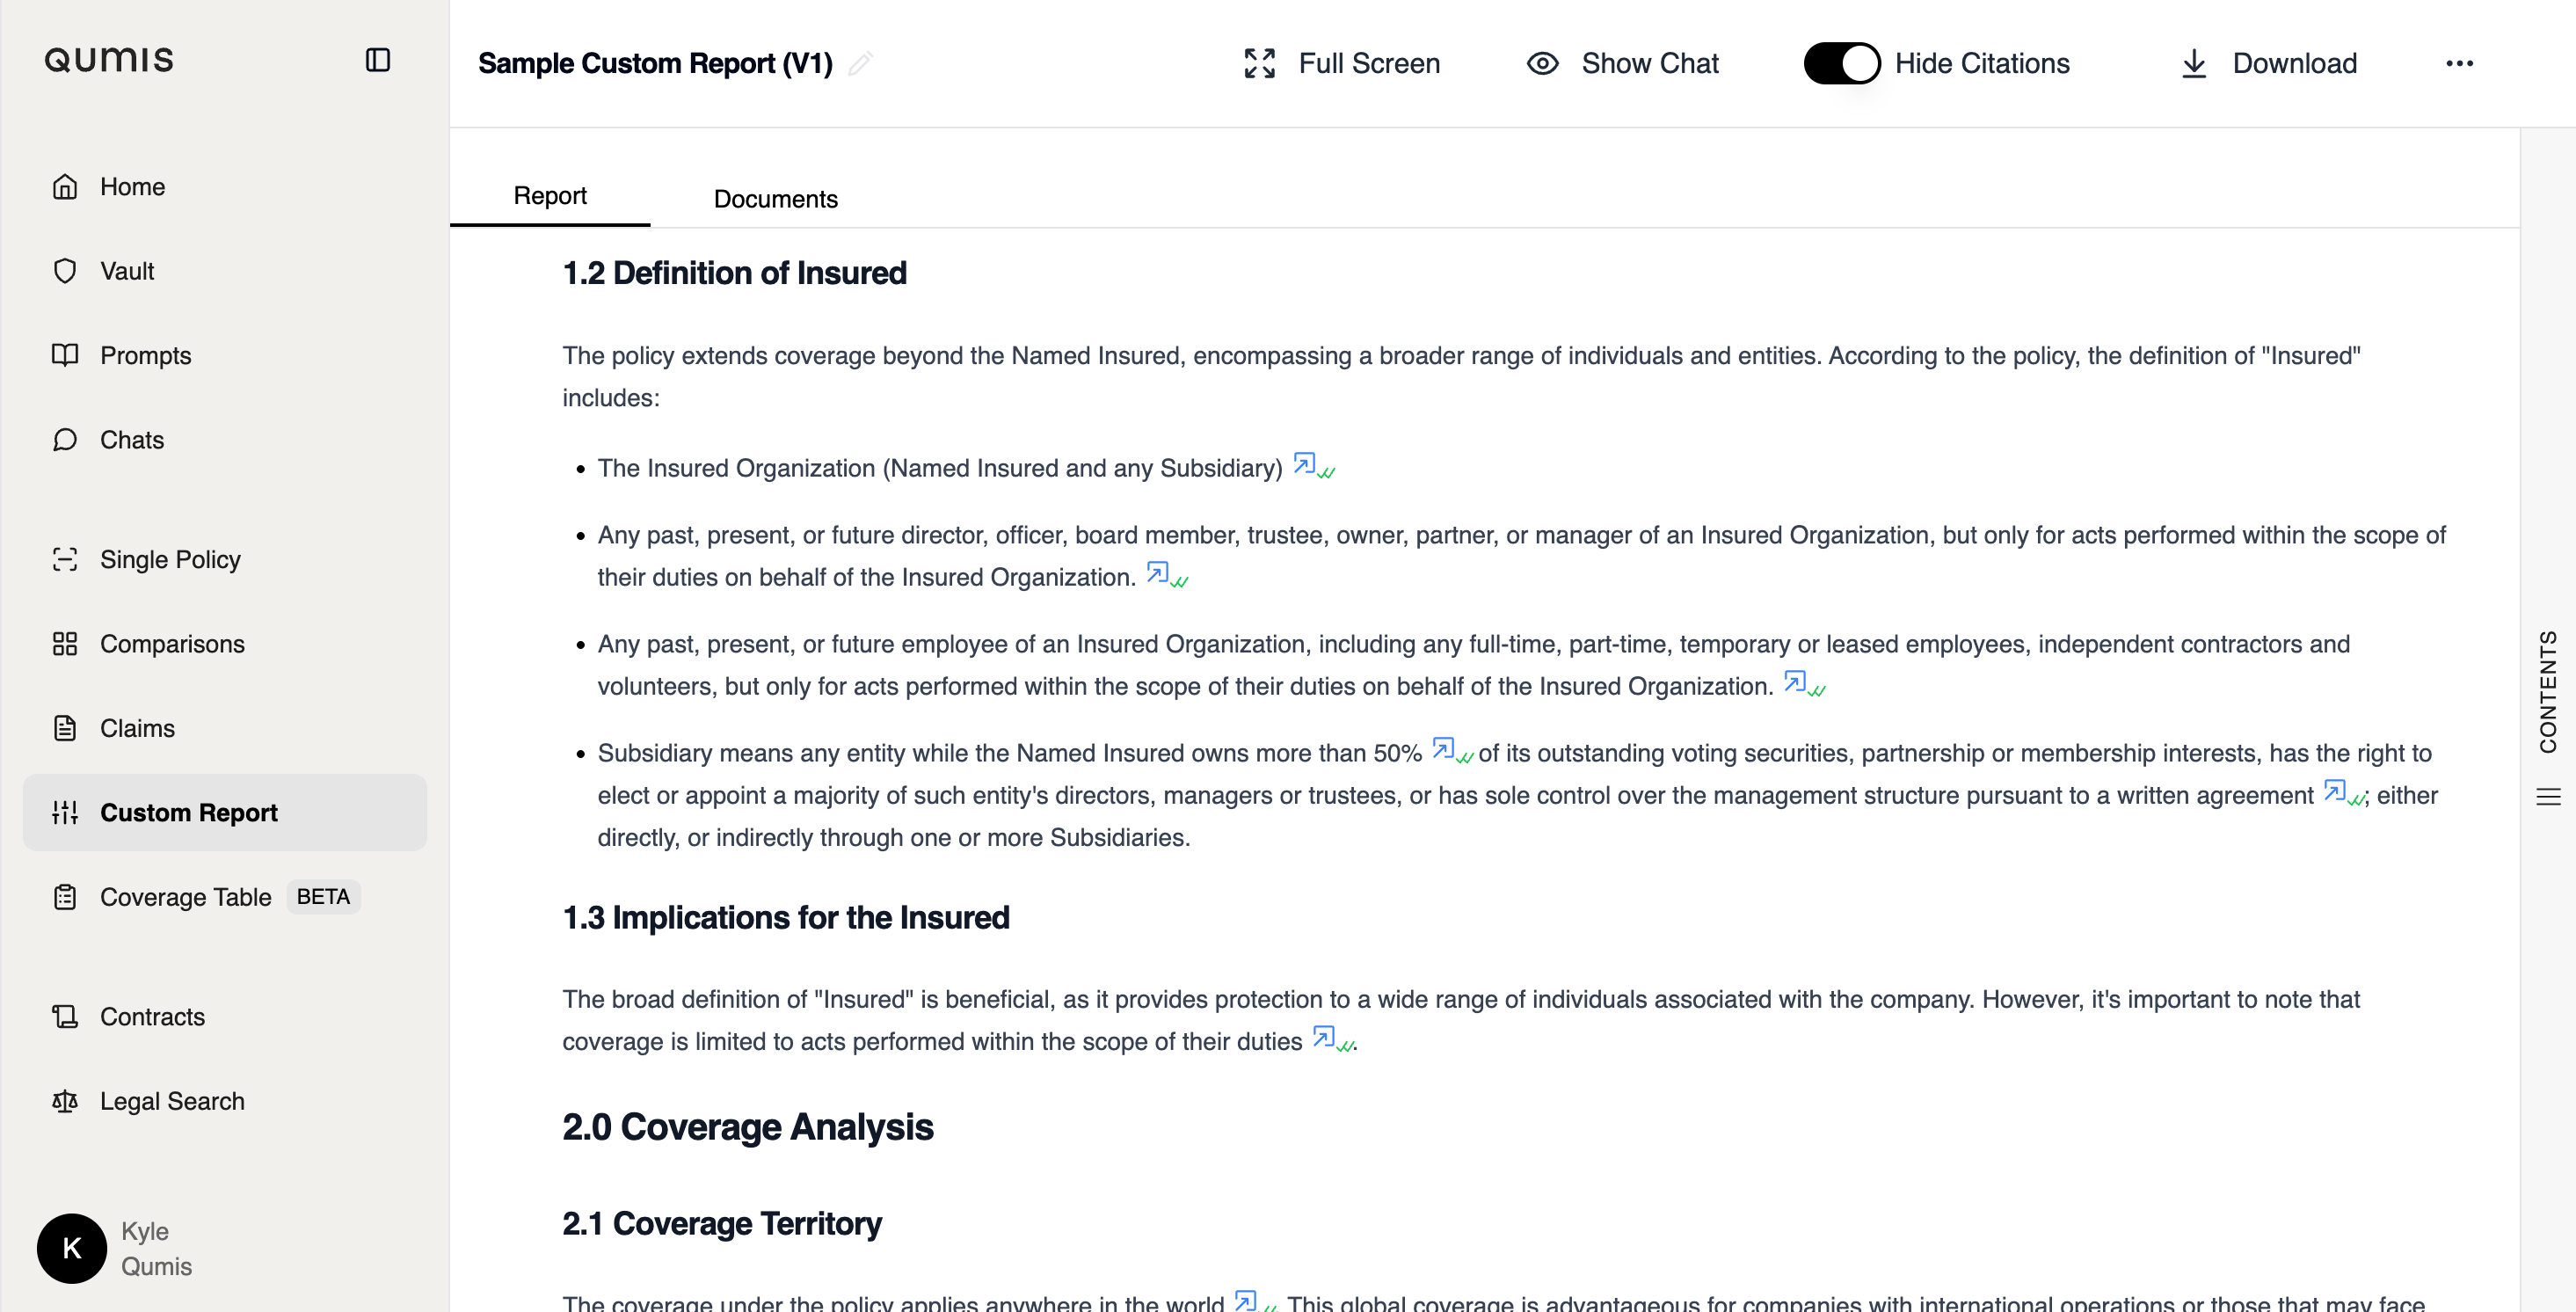 QUMIS
Sample Custom Report (V1)
Full Screen
Show Chat
Hide Citations
Download
Home
Vault
Prompts
Chats
Single Policy
Comparisons
Claims
Custom Report
Coverage Table BETA
Contracts
Legal Search
K
Kyle
Qumis
Report
Documents
1.2 Definition of Insured
The policy extends coverage beyond the Named Insured, encompassing a broader range of individuals and entities. According to the policy, the definition of "Insured"
includes:
• The Insured Organization (Named Insured and any Subsidiary)
• Any past, present, or future director, officer, board member, trustee, owner, partner, or manager of an Insured Organization, but only for acts performed within the scope of
their duties on behalf of the Insured Organization.
• Any past, present, or future employee of an Insured Organization, including any full-time, part-time, temporary or leased employees, independent contractors and
volunteers, but only for acts performed within the scope of their duties on behalf of the Insured Organization.
• Subsidiary means any entity while the Named Insured owns more than 50% of its outstanding voting securities, partnership or membership interests, has the right to
elect or appoint a majority of such entity's directors, managers or trustees, or has sole control over the management structure pursuant to a written agreement ; either
directly, or indirectly through one or more Subsidiaries.
1.3 Implications for the Insured
The broad definition of "Insured" is beneficial, as it provides protection to a wide range of individuals associated with the company. However, it's important to note that
coverage is limited to acts performed within the scope of their duties .
2.0 Coverage Analysis
2.1 Coverage Territory
The coverage under the policy applies anywhere in the world . This global coverage is advantageous for companies with international operations or those that may face
CONTENTS